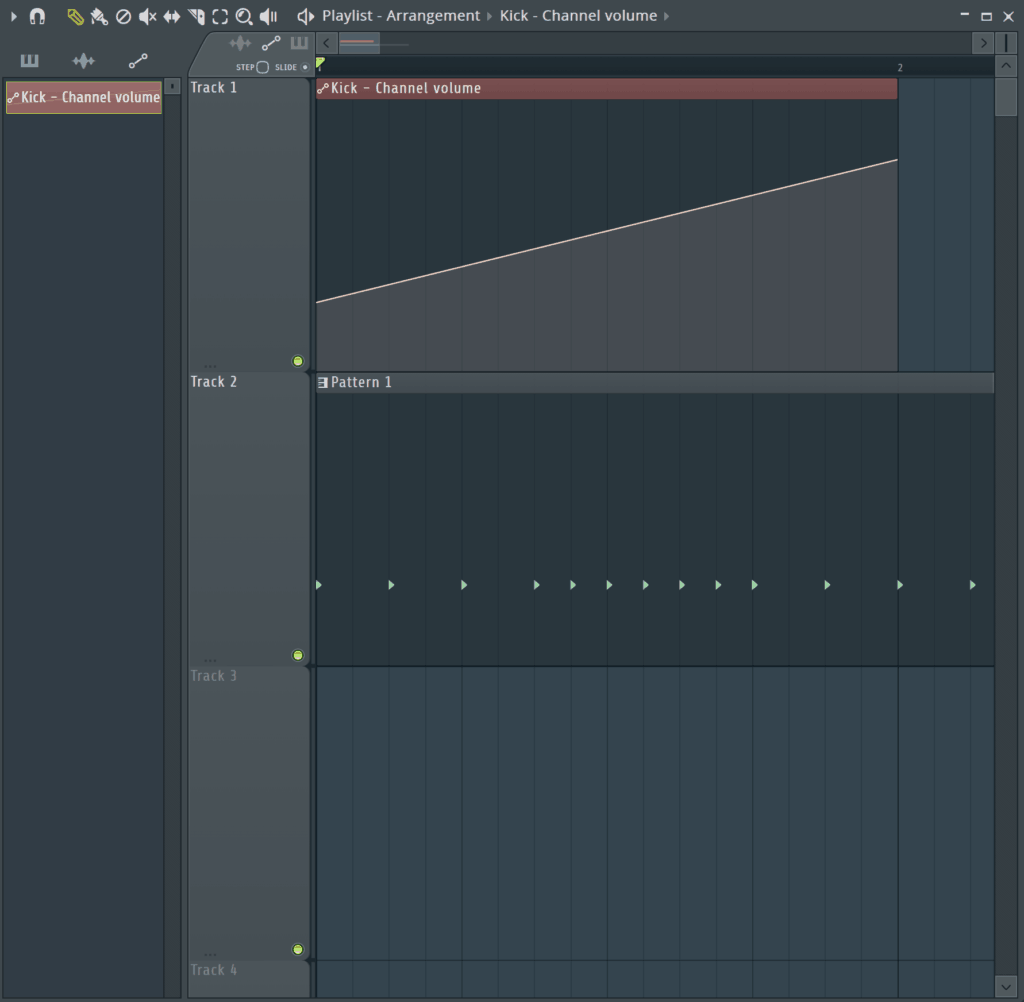 Playlist - Arrangement Kick - Channel volume
STEP SLIDE
1 2
Kick - Channel volume
Track 1
Kick - Channel volume
Track 2
Pattern 1
Track 3
Track 4